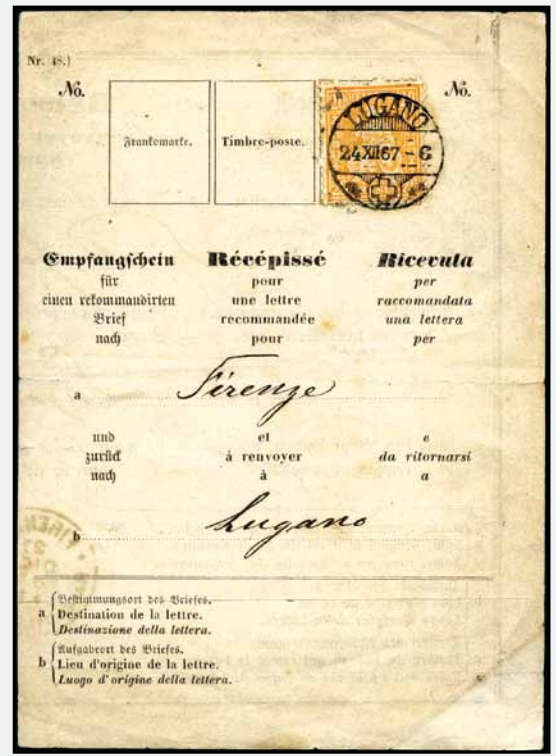 Nr. 48.)
No. No.
Frankemarke. Timbre-poste.
LUGANO
24 XII 67 – 6
Empfangschein Récépissé Ricevuta
für pour per
einen rekommandirten une lettre raccomandata
Brief recommandée una lettera
nach pour per
a Firenze
und et e
zurück à renvoyer da ritornarsi
nach à a
b Lugano
a Bestimmungsort des Briefes.
Destination de la lettre.
Destinazione della lettera.
b Aufgabeort des Briefes.
Lieu d'origine de la lettre.
Luogo d'origine della lettera.